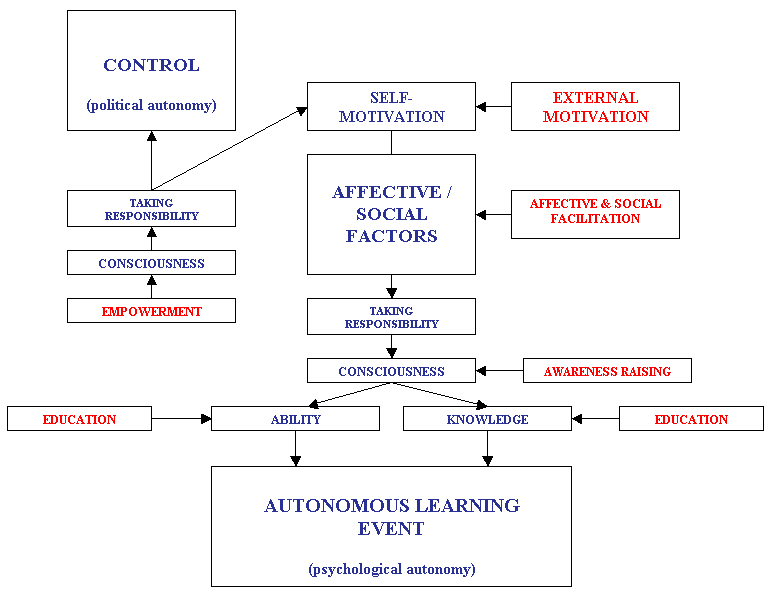 CONTROL
(political autonomy)
SELF-
MOTIVATION
EXTERNAL
MOTIVATION
AFFECTIVE /
SOCIAL
FACTORS
AFFECTIVE & SOCIAL
FACILITATION
TAKING
RESPONSIBILITY
CONSCIOUSNESS
EMPOWERMENT
TAKING
RESPONSIBILITY
CONSCIOUSNESS
AWARENESS RAISING
EDUCATION
ABILITY
KNOWLEDGE
EDUCATION
AUTONOMOUS LEARNING
EVENT
(psychological autonomy)